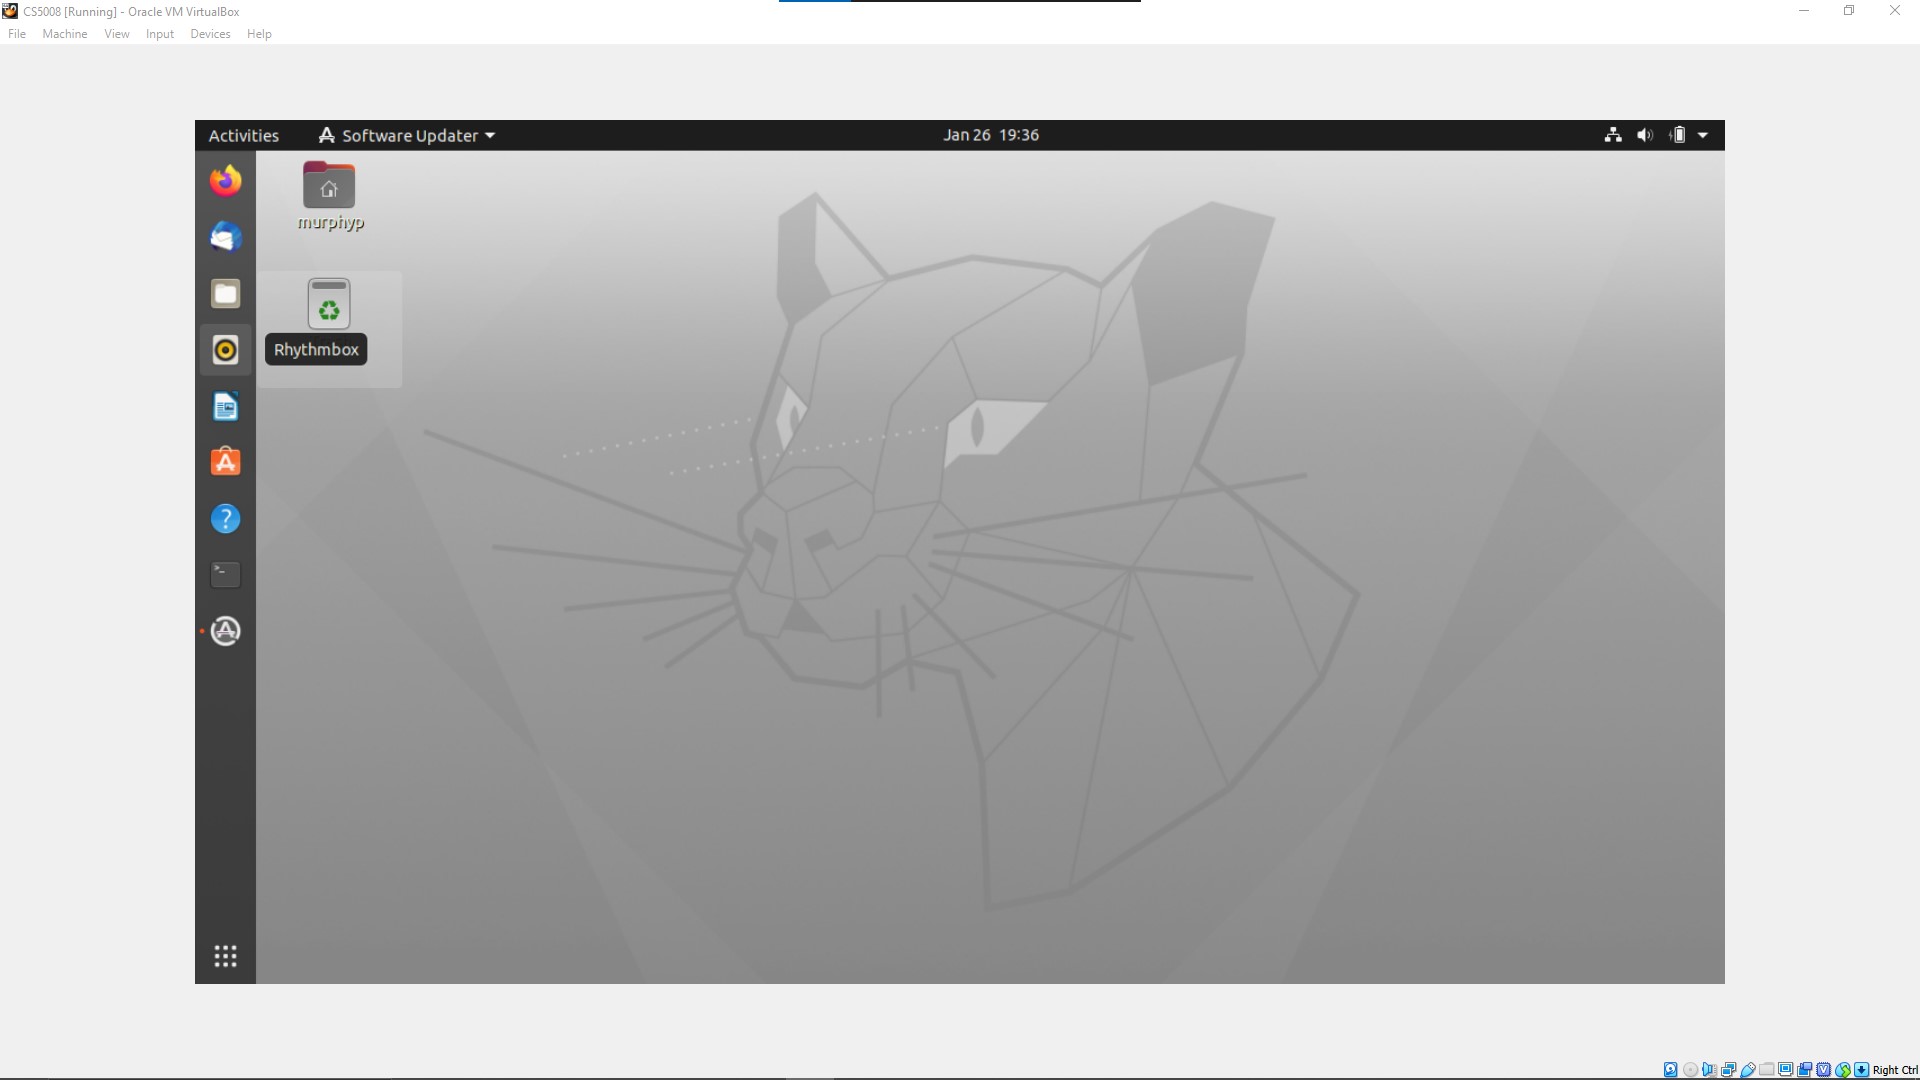 CS5008 [Running] - Oracle VM VirtualBox
File Machine View Input Devices Help
Activities Software Updater Jan 26 19:36
murphyp
Rhythmbox
Right Ctrl